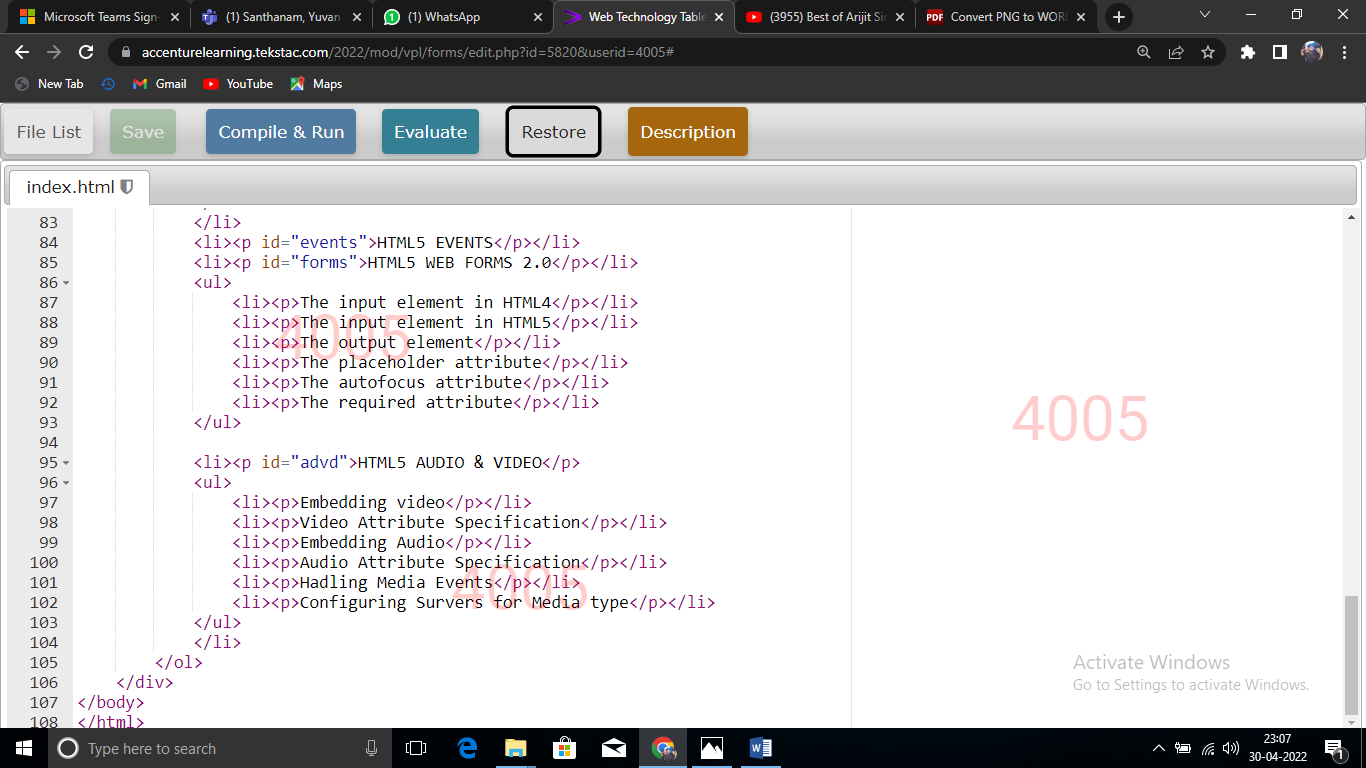 Microsoft Teams Sign-
(1) Santhanam, Yuvan
(1) WhatsApp
Web Technology Table
(3955) Best of Arijit Sin
PDF
Convert PNG to WOR
accenturelearning.tekstac.com/2022/mod/vpl/forms/edit.php?id=5820&userid=4005#
New Tab
Gmail
YouTube
Maps
File List
Save
Compile & Run
Evaluate
Restore
Description
index.html
83 </li>
84 <li><p id="events">HTML5 EVENTS</p></li>
85 <li><p id="forms">HTML5 WEB FORMS 2.0</p></li>
86 <ul>
87 <li><p>The input element in HTML4</p></li>
88 <li><p>The input element in HTML5</p></li>
89 <li><p>The output element</p></li>
90 <li><p>The placeholder attribute</p></li>
91 <li><p>The autofocus attribute</p></li>
92 <li><p>The required attribute</p></li>
93 </ul>
94
95 <li><p id="advd">HTML5 AUDIO & VIDEO</p>
96 <ul>
97 <li><p>Embedding video</p></li>
98 <li><p>Video Attribute Specification</p></li>
99 <li><p>Embedding Audio</p></li>
100 <li><p>Audio Attribute Specification</p></li>
101 <li><p>Hadling Media Events</p></li>
102 <li><p>Configuring Survers for Media type</p></li>
103 </ul>
104 </li>
105 </ol>
106 </div>
107 </body>
108 </html>
4005
4005
4005
Activate Windows
Go to Settings to activate Windows.
Type here to search
23:07
30-04-2022
1